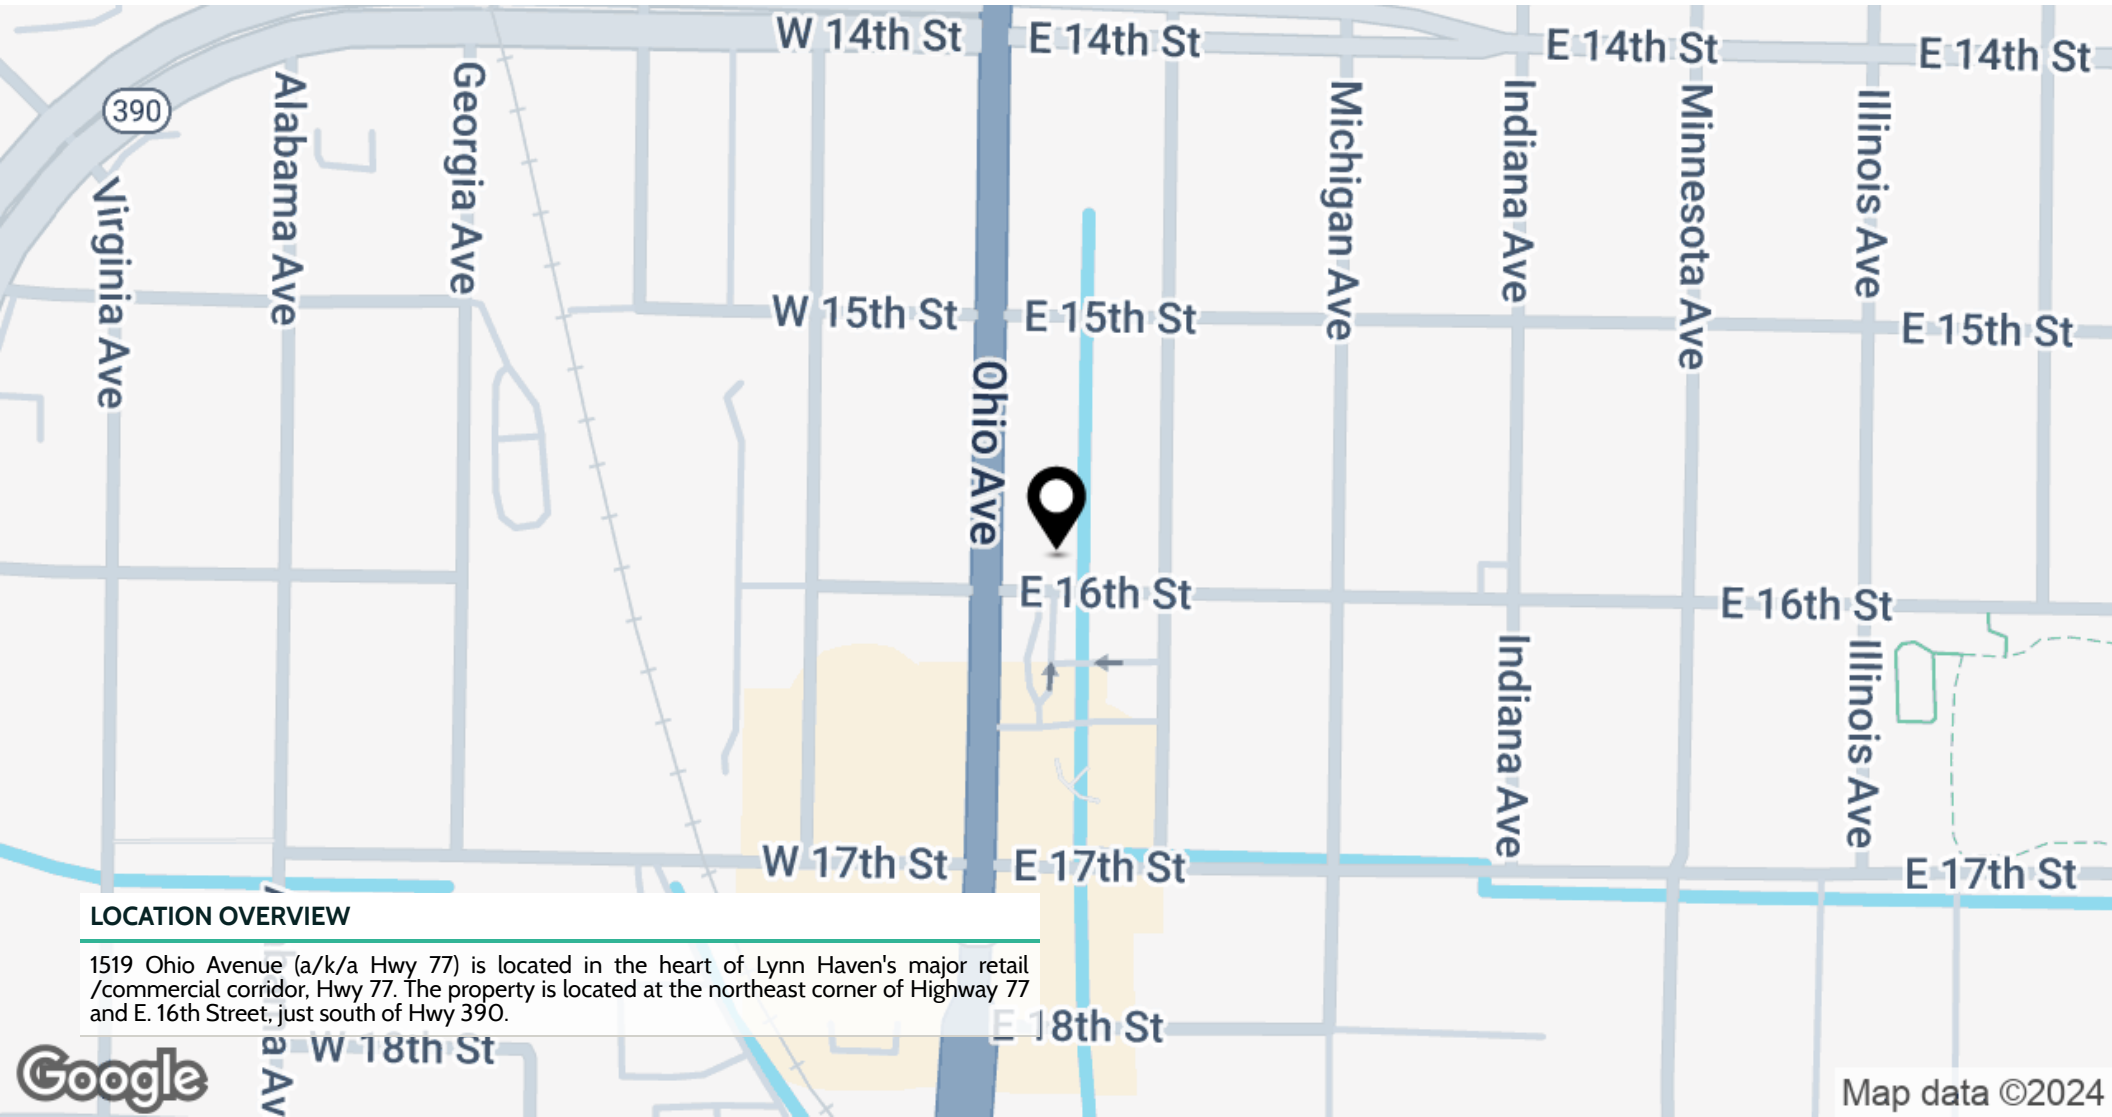 W 14th St
E 14th St
E 14th St
E 14th St
390
Alabama Ave
Georgia Ave
Virginia Ave
Michigan Ave
Indiana Ave
Minnesota Ave
Illinois Ave
W 15th St
E 15th St
E 15th St
Ohio Ave
E 16th St
E 16th St
Indiana Ave
Illinois Ave
W 17th St
E 17th St
E 17th St
LOCATION OVERVIEW
1519 Ohio Avenue (a/k/a Hwy 77) is located in the heart of Lynn Haven's major retail
/commercial corridor, Hwy 77. The property is located at the northeast corner of Highway 77
and E. 16th Street, just south of Hwy 390.
E 18th St
W 18th St
Google
Map data ©2024